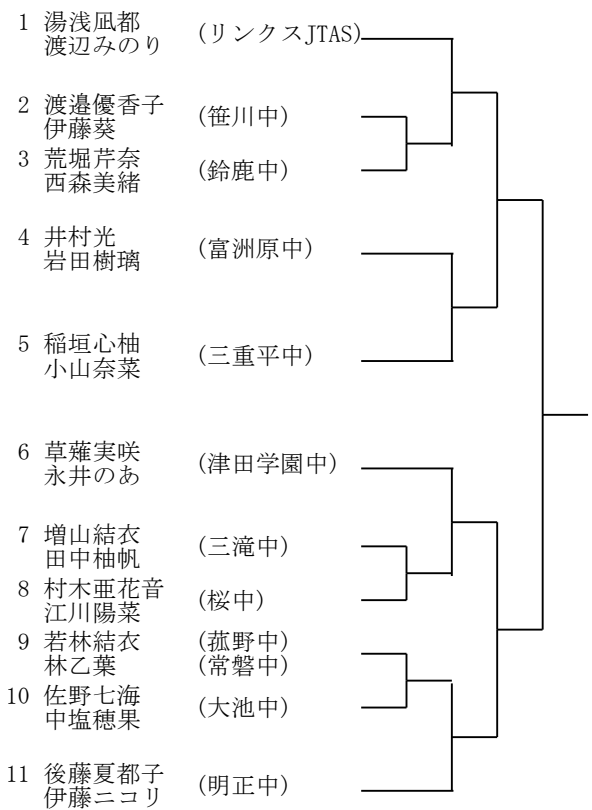 1 湯浅凪都 (リンクスJTAS)
渡辺みのり
2 渡邉優香子 (笹川中)
伊藤葵
3 荒堀芹奈 (鈴鹿中)
西森美緒
4 井村光 (富洲原中)
岩田樹璃
5 稲垣心柚 (三重平中)
小山奈菜
6 草薙実咲 (津田学園中)
永井のあ
7 増山結衣 (三滝中)
田中柚帆
8 村木亜花音 (桜中)
江川陽菜
9 若林結衣 (菰野中)
林乙葉 (常磐中)
10 佐野七海 (大池中)
中塩穂果
11 後藤夏都子 (明正中)
伊藤ニコリ